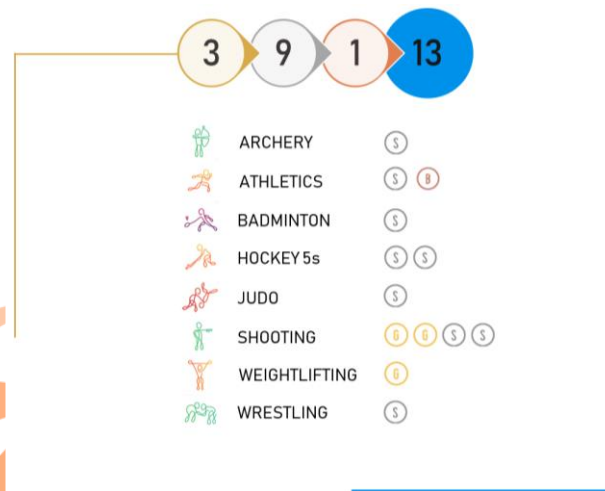 3 9 1 13
ARCHERY S
ATHLETICS S B
BADMINTON S
HOCKEY 5s S S
JUDO S
SHOOTING G G S S
WEIGHTLIFTING G
WRESTLING S